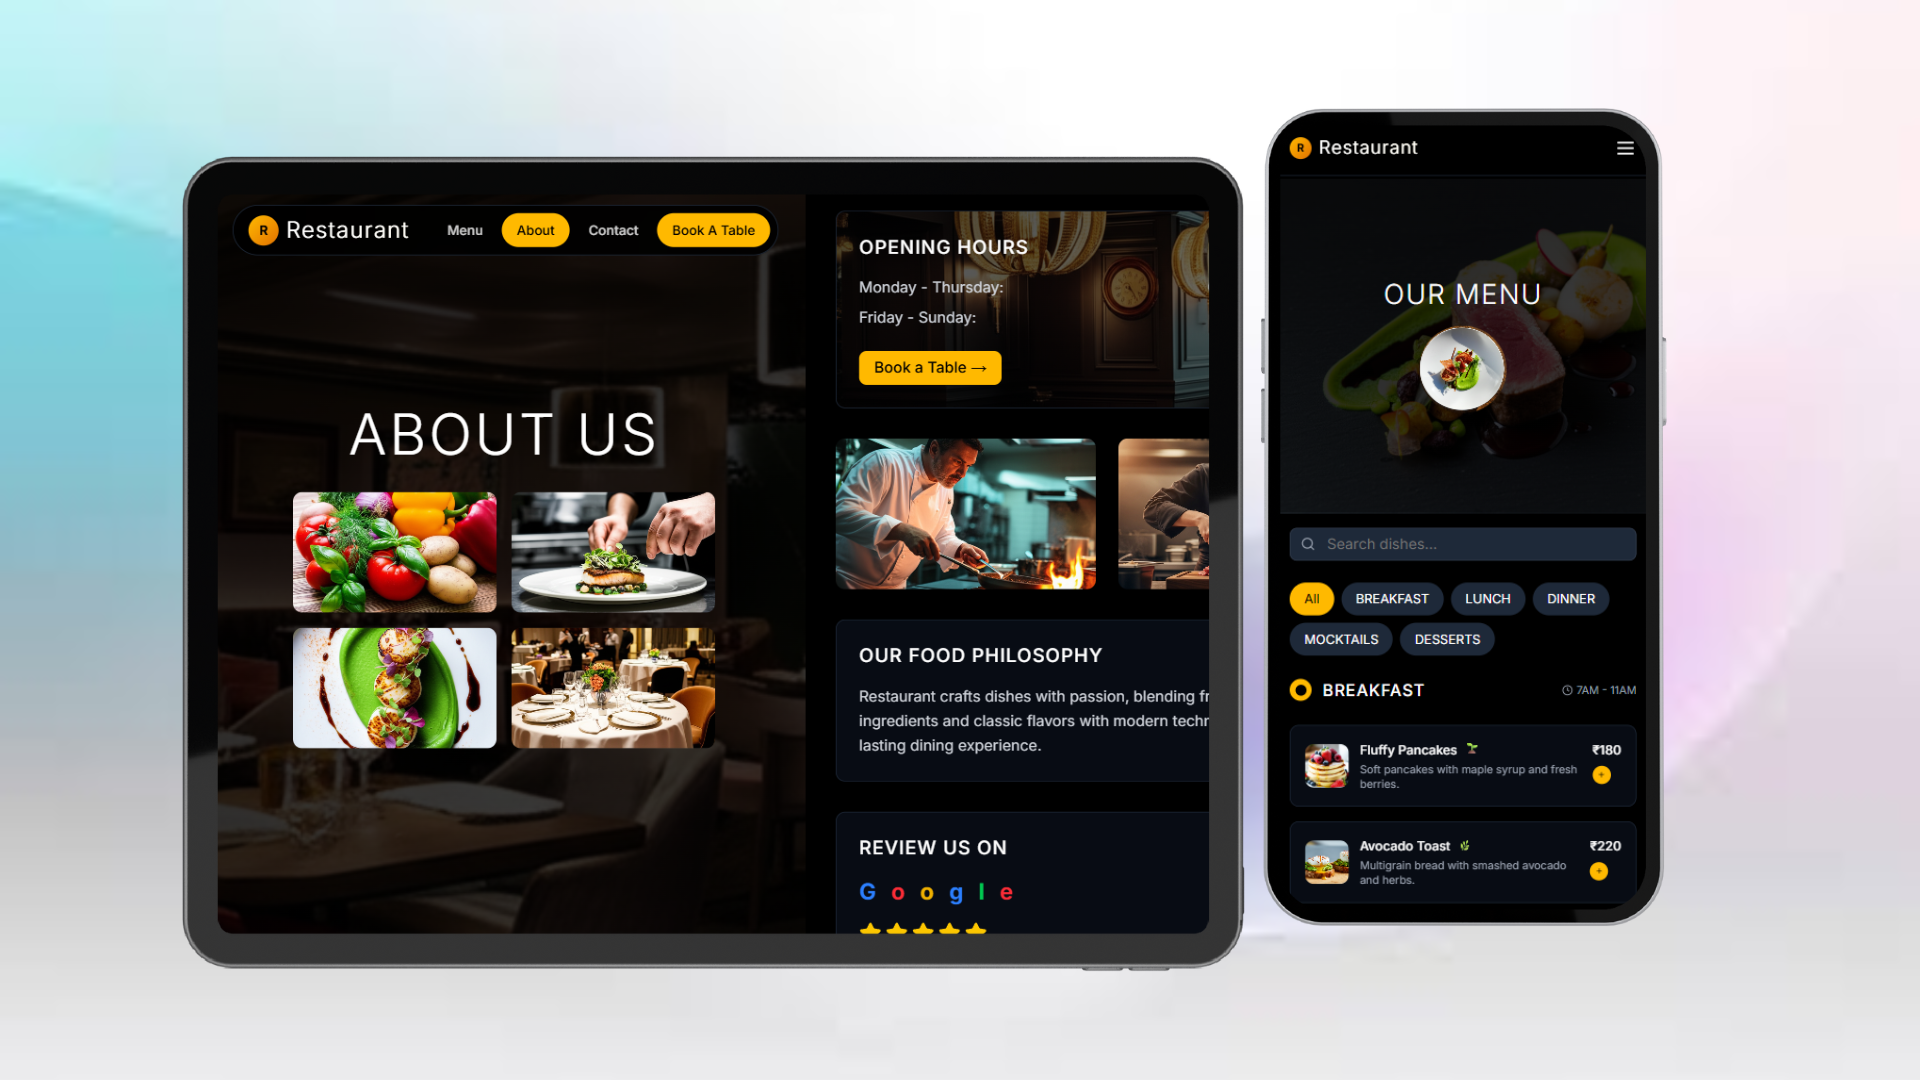 R Restaurant
Menu
About
Contact
Book A Table
ABOUT US
OPENING HOURS
Monday - Thursday:
Friday - Sunday:
Book a Table →
OUR FOOD PHILOSOPHY
Restaurant crafts dishes with passion, blending fr
ingredients and classic flavors with modern techn
lasting dining experience.
REVIEW US ON
Google
R Restaurant
OUR MENU
Search dishes...
All
BREAKFAST
LUNCH
DINNER
MOCKTAILS
DESSERTS
BREAKFAST
7AM - 11AM
Fluffy Pancakes
₹180
Soft pancakes with maple syrup and fresh
berries.
+
Avocado Toast
₹220
Multigrain bread with smashed avocado
and herbs.
+